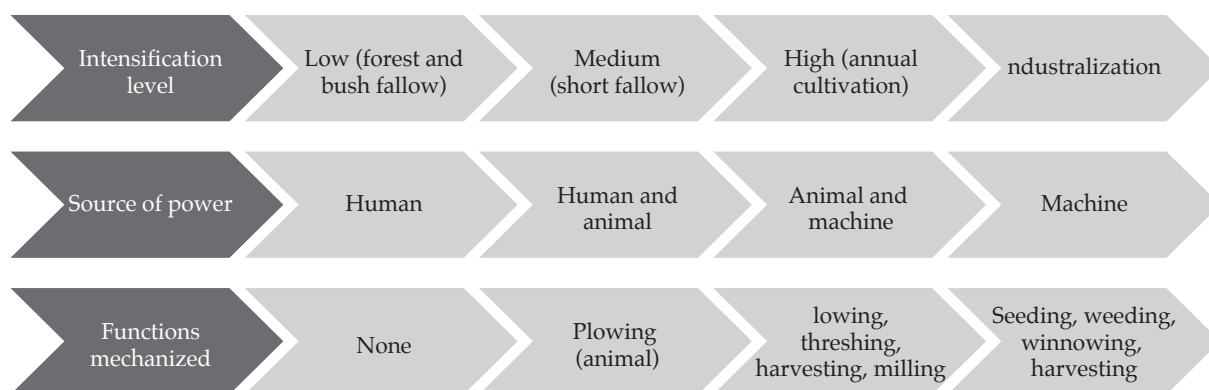 Intensification
level
Low (forest and
bush fallow)
Medium
(short fallow)
High (annual
cultivation)
ndustralization
Source of power
Human
Human and
animal
Animal and
machine
Machine
Functions
mechanized
None
Plowing
(animal)
lowing,
threshing,
harvesting, milling
Seeding, weeding,
winnowing,
harvesting